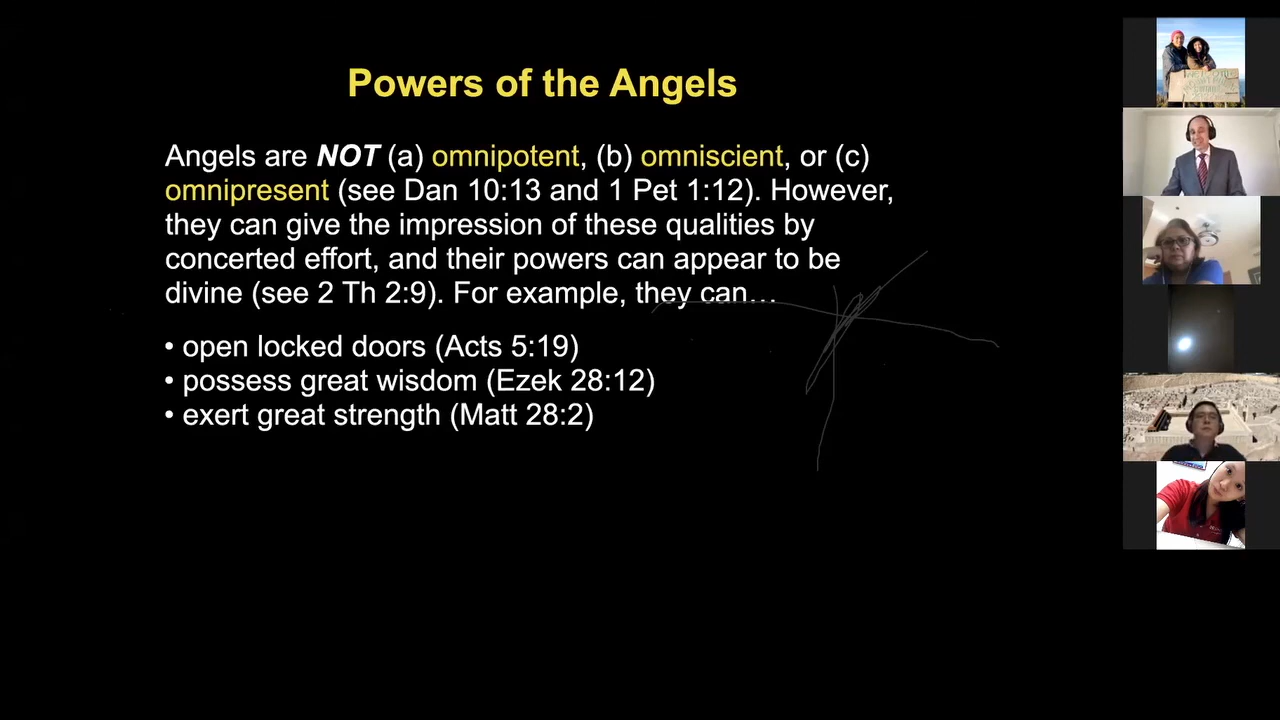 Powers of the Angels
Angels are NOT (a) omnipotent, (b) omniscient, or (c)
omnipresent (see Dan 10:13 and 1 Pet 1:12). However,
they can give the impression of these qualities by
concerted effort, and their powers can appear to be
divine (see 2 Th 2:9). For example, they can…
• open locked doors (Acts 5:19)
• possess great wisdom (Ezek 28:12)
• exert great strength (Matt 28:2)